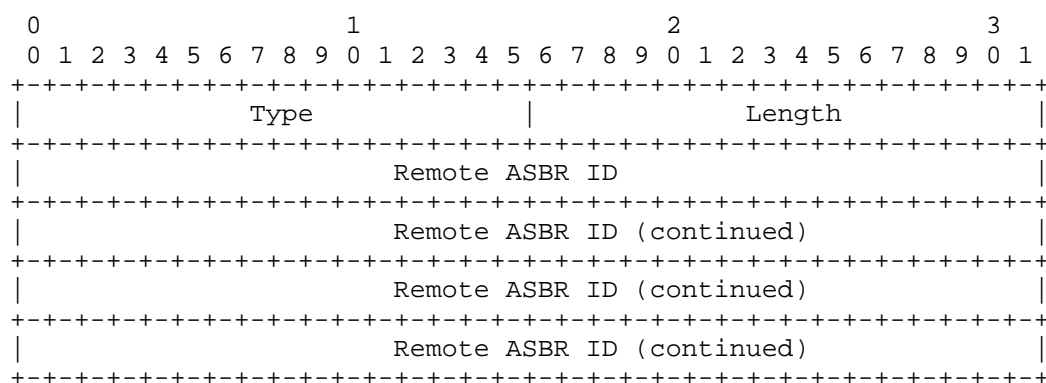 0                   1                   2                   3
 0 1 2 3 4 5 6 7 8 9 0 1 2 3 4 5 6 7 8 9 0 1 2 3 4 5 6 7 8 9 0 1
+-+-+-+-+-+-+-+-+-+-+-+-+-+-+-+-+-+-+-+-+-+-+-+-+-+-+-+-+-+-+-+-+
|              Type             |             Length            |
+-+-+-+-+-+-+-+-+-+-+-+-+-+-+-+-+-+-+-+-+-+-+-+-+-+-+-+-+-+-+-+-+
|                       Remote ASBR ID                          |
+-+-+-+-+-+-+-+-+-+-+-+-+-+-+-+-+-+-+-+-+-+-+-+-+-+-+-+-+-+-+-+-+
|                       Remote ASBR ID (continued)              |
+-+-+-+-+-+-+-+-+-+-+-+-+-+-+-+-+-+-+-+-+-+-+-+-+-+-+-+-+-+-+-+-+
|                       Remote ASBR ID (continued)              |
+-+-+-+-+-+-+-+-+-+-+-+-+-+-+-+-+-+-+-+-+-+-+-+-+-+-+-+-+-+-+-+-+
|                       Remote ASBR ID (continued)              |
+-+-+-+-+-+-+-+-+-+-+-+-+-+-+-+-+-+-+-+-+-+-+-+-+-+-+-+-+-+-+-+-+